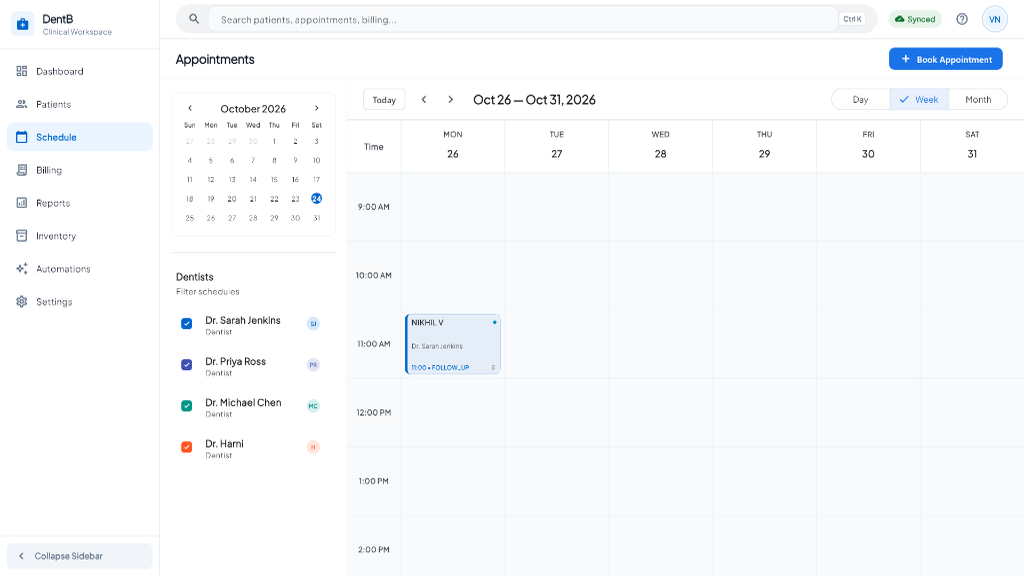 DentB
Clinical Workspace
Dashboard
Patients
Schedule
Billing
Reports
Inventory
Automations
Settings
Collapse Sidebar
Search patients, appointments, billing...
Ctrl K
Synced
VN
Appointments
Book Appointment
October 2026
Sun Mon Tue Wed Thu Fri Sat
27 28 29 30 1 2 3
4 5 6 7 8 9 10
11 12 13 14 15 16 17
18 19 20 21 22 23 24
25 26 27 28 29 30 31
Dentists
Filter schedules
Dr. Sarah Jenkins
Dentist
SJ
Dr. Priya Ross
Dentist
PR
Dr. Michael Chen
Dentist
MC
Dr. Harni
Dentist
H
Today
Oct 26 — Oct 31, 2026
Day
Week
Month
Time
MON
26
TUE
27
WED
28
THU
29
FRI
30
SAT
31
9:00 AM
10:00 AM
11:00 AM
NIKHIL V
Dr. Sarah Jenkins
11:00 • FOLLOW_UP
12:00 PM
1:00 PM
2:00 PM